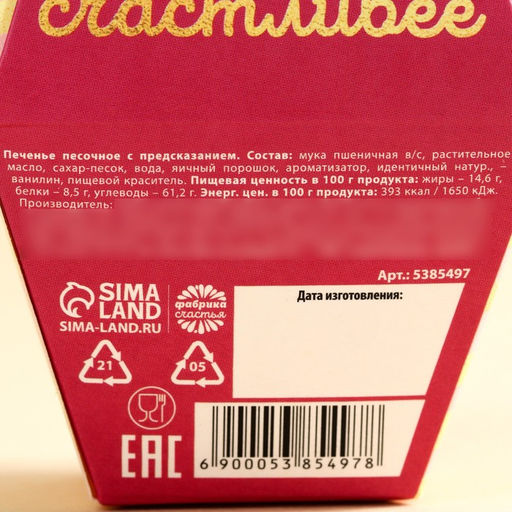 счастливее
Печенье песочное с предсказанием. Состав: мука пшеничная в/с, растительное
масло, сахар-песок, вода, яичный порошок, ароматизатор, идентичный натур., –
ванилин, пищевой краситель. Пищевая ценность в 100 г продукта: жиры – 14,6 г,
белки – 8,5 г, углеводы – 61,2 г. Энерг. цен. в 100 г продукта: 393 ккал / 1650 кДж.
Производитель:
Арт.: 5385497
SIMA
LAND
SIMA-LAND.RU
фабрика
счастья
Дата изготовления:
21
05
EAC
6 900053 854978